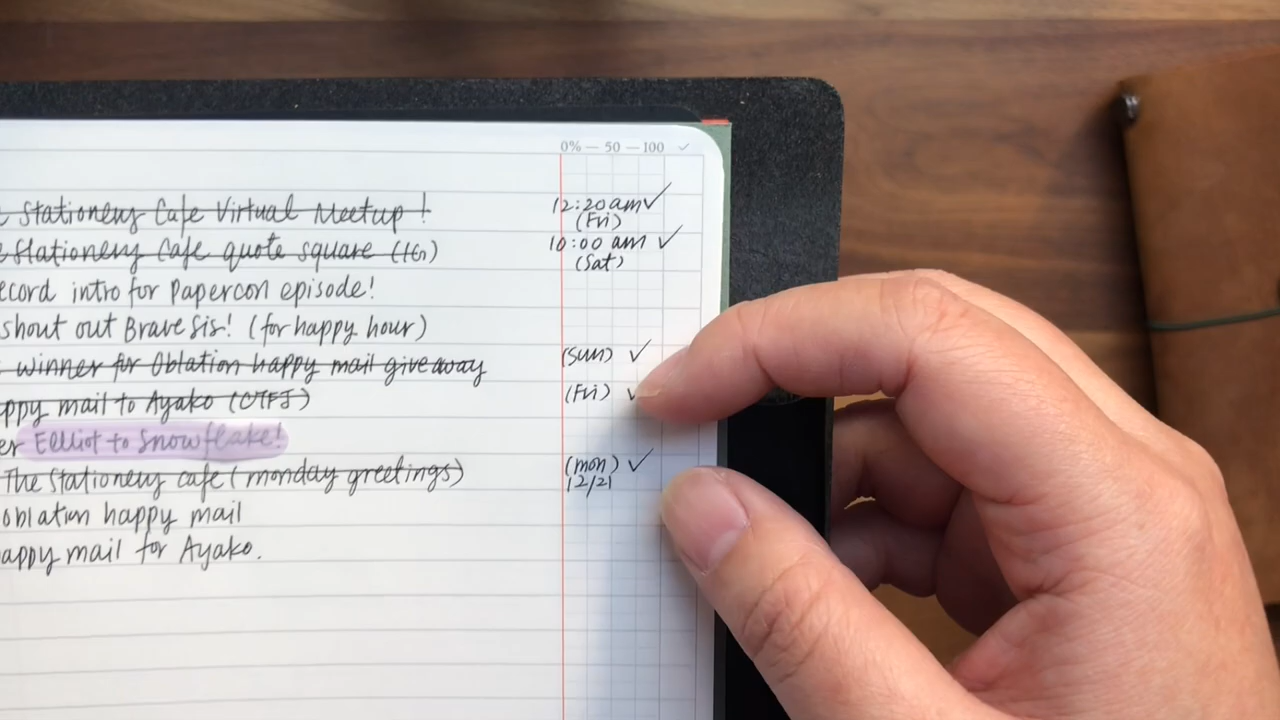 0% — 50 — 100 ✓
Stationery Cafe Virtual Meetup ! 12:20am ✓
(Fri)
Stationery Cafe quote square (IG) 10:00 am ✓
(Sat)
ecord intro for Papercon episode!
shout out Brave Sis! (for happy hour)
winner for Oblation happy mail giveaway (Sun) ✓
ppy mail to Ayako (CTFJ) (Fri) ✓
er Elliot to Snowflake!
The Stationery cafe (monday greetings) (mon) ✓
12/21
oblation happy mail
appy mail for Ayako.